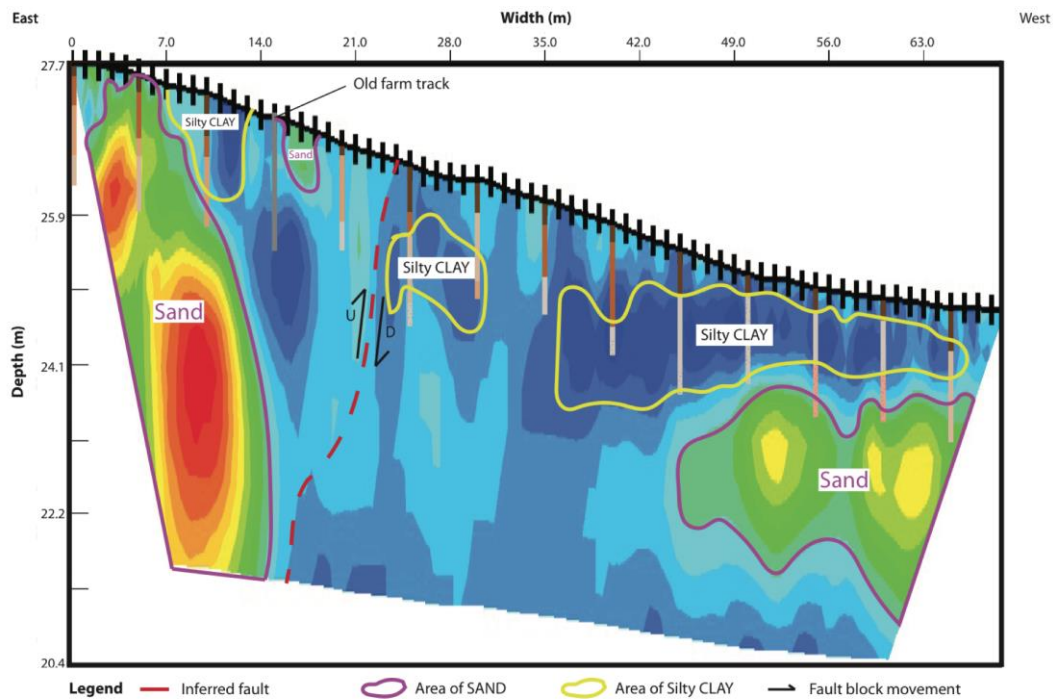 East Width (m) West
0 7.0 14.0 21.0 28.0 35.0 42.0 49.0 56.0 63.0
27.7
Old farm track
Silty CLAY
Sand
25.9
Silty CLAY
Sand
U
D
Silty CLAY
Depth (m)
24.1
Sand
22.2
20.4
Legend Inferred fault Area of SAND Area of Silty CLAY Fault block movement